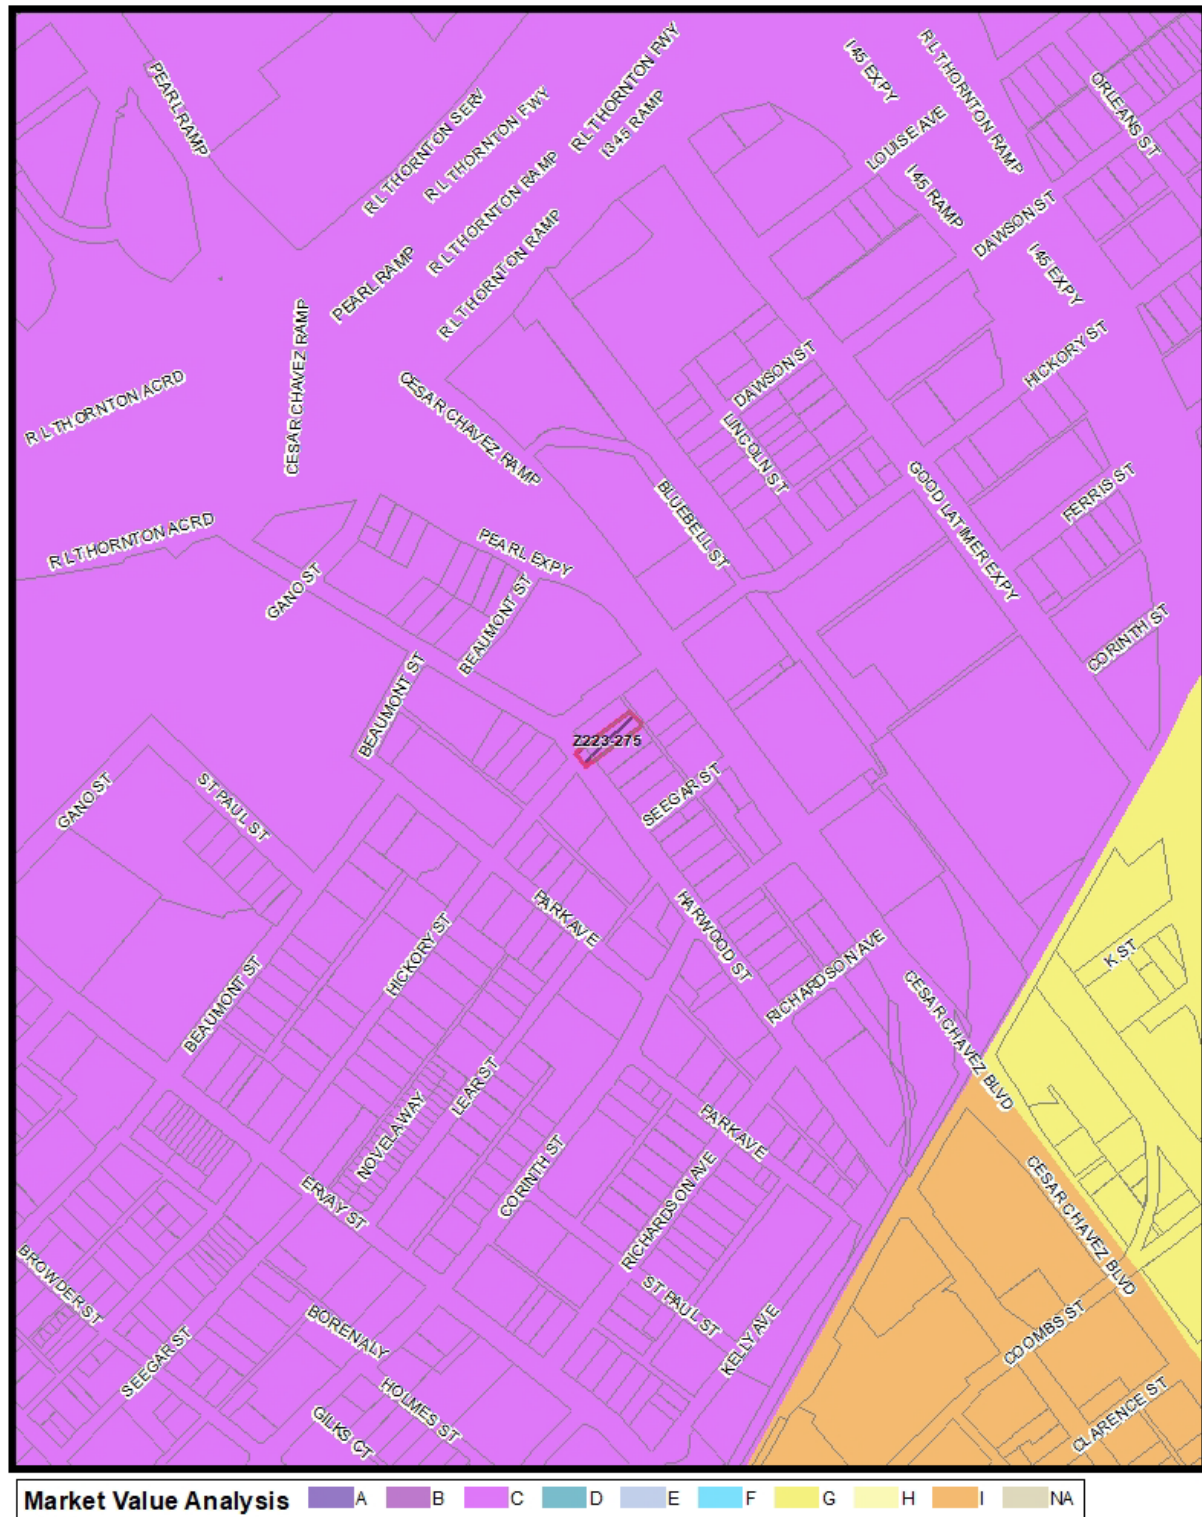 PEARL RAMP
R L THORNTON SERV
R L THORNTON FWY
R L THORNTON FWY
I345 RAMP
I45 EXPY
R L THORNTON RAMP
ORLEANS ST
LOUISE AVE
I45 RAMP
DAWSON ST
I45 EXPY
R L THORNTON RAMP
R L THORNTON RAMP
PEARL RAMP
CESAR CHAVEZ RAMP
R L THORNTON ACRD
CESAR CHAVEZ RAMP
DAWSON ST
HICKORY ST
LINCOLN ST
BLUEBELL ST
GOOD LATIMER EXPY
FERRIS ST
R L THORNTON ACRD
PEARL EXPY
GANO ST
BEAUMONT ST
BEAUMONT ST
CORINTH ST
Z223-275
GANO ST
ST PAUL ST
SEEGAR ST
PARK AVE
HARWOOD ST
HICKORY ST
RICHARDSON AVE
K ST
BEAUMONT ST
CESAR CHAVEZ BLVD
LEAR ST
NOVELA WAY
PARK AVE
CORINTH ST
ERVAY ST
RICHARDSON AVE
CESAR CHAVEZ BLVD
BROWDER ST
ST PAUL ST
BORENALY
SEEGAR ST
KELLY AVE
COOMBS ST
HOLMES ST
GILKS CT
CLARENCE ST
Market Value Analysis A B C D E F G H I NA